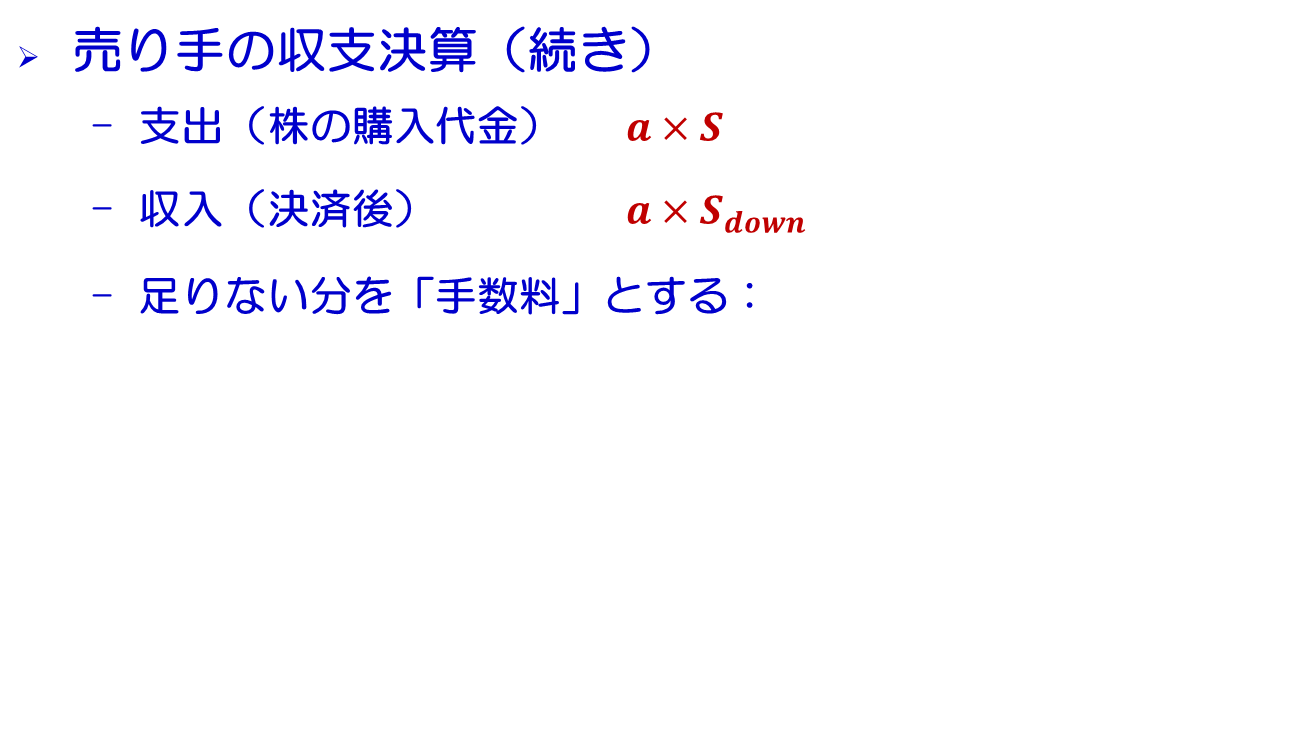 ➢ 売り手の収支決算（続き）
– 支出（株の購入代金） a × S
– 収入（決済後） a × S_down
– 足りない分を「手数料」とする：